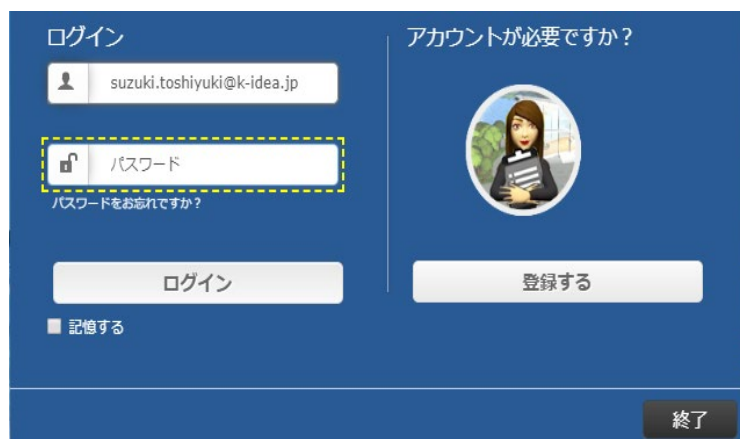 ログイン
suzuki.toshiyuki@k-idea.jp
パスワード
パスワードをお忘れですか？
ログイン
記憶する
アカウントが必要ですか？
登録する
終了